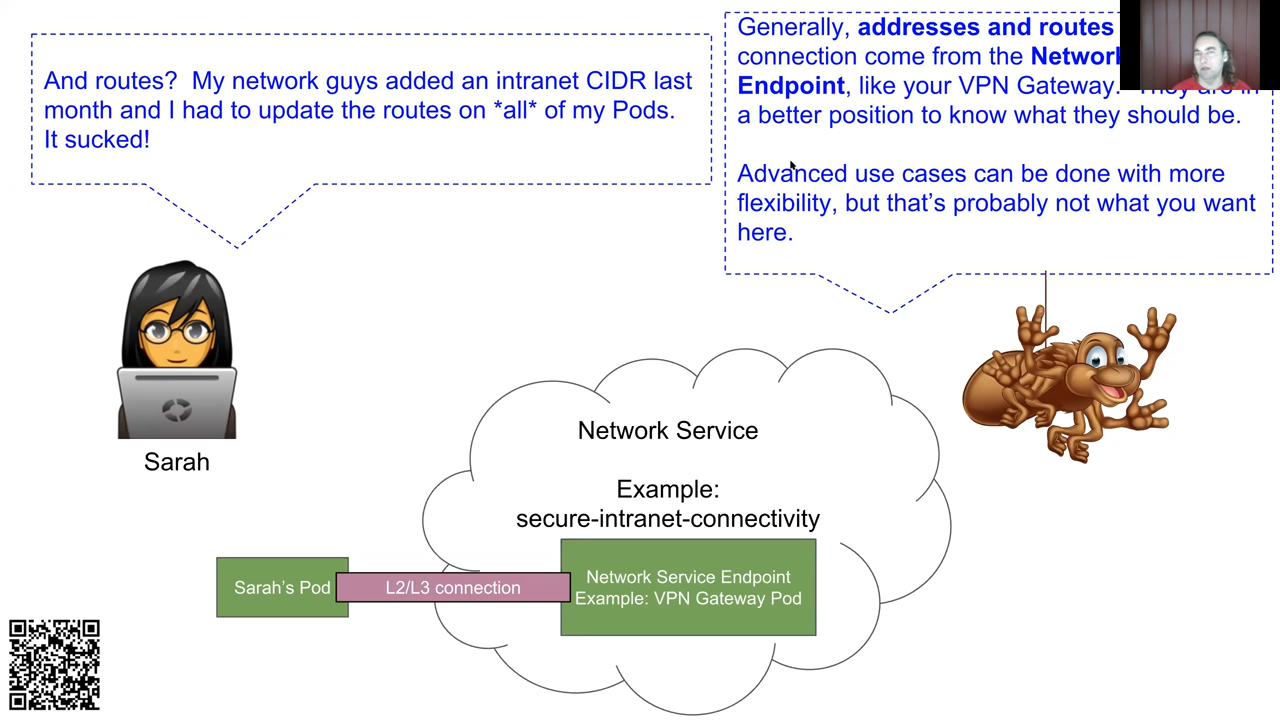 And routes?  My network guys added an intranet CIDR last
month and I had to update the routes on *all* of my Pods.
It sucked!
Generally, addresses and routes
connection come from the Network
Endpoint, like your VPN Gateway.
a better position to know what they should be.
Advanced use cases can be done with more
flexibility, but that's probably not what you want
here.
Sarah
Network Service
Example:
secure-intranet-connectivity
Sarah's Pod
L2/L3 connection
Network Service Endpoint
Example: VPN Gateway Pod